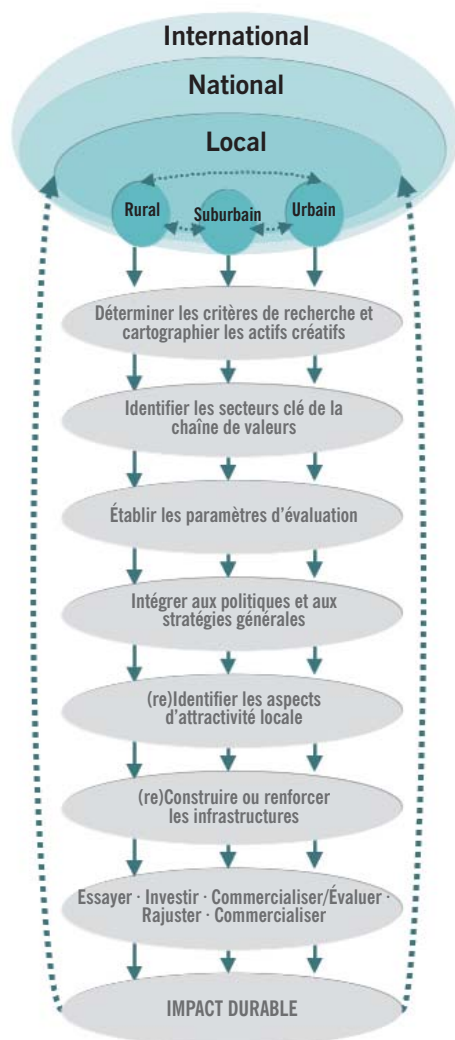 International
National
Local
Rural
Suburbain
Urbain
Déterminer les critères de recherche et
cartographier les actifs créatifs
Identifier les secteurs clé de la
chaîne de valeurs
Établir les paramètres d'évaluation
Intégrer aux politiques et aux
stratégies générales
(re)Identifier les aspects
d'attractivité locale
(re)Construire ou renforcer
les infrastructures
Essayer · Investir · Commercialiser/Évaluer ·
Rajuster · Commercialiser
IMPACT DURABLE